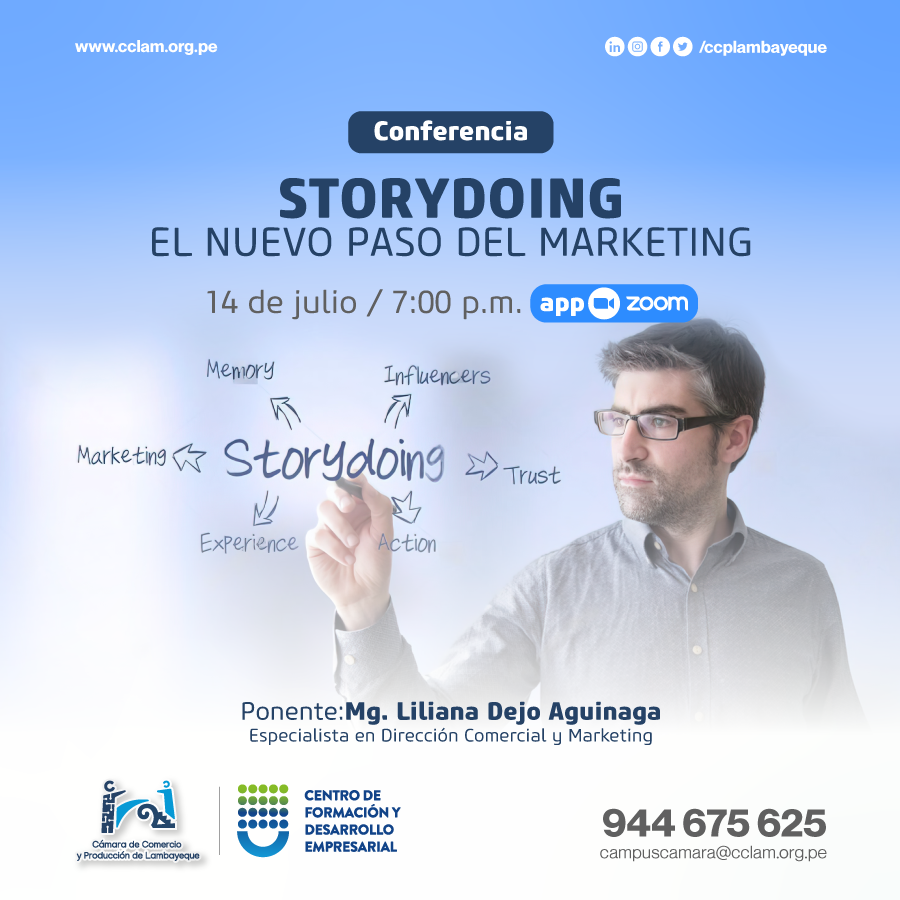 www.cclam.org.pe
/ccplambayeque
Conferencia
STORYDOING
EL NUEVO PASO DEL MARKETING
14 de julio / 7:00 p.m. app zoom
Memory
Influencers
Marketing
Storydoing
Trust
Experience
Action
Ponente:Mg. Liliana Dejo Aguinaga
Especialista en Dirección Comercial y Marketing
Cámara de Comercio
y Producción de Lambayeque
CENTRO DE
FORMACIÓN Y
DESARROLLO
EMPRESARIAL
944 675 625
campuscamara@cclam.org.pe